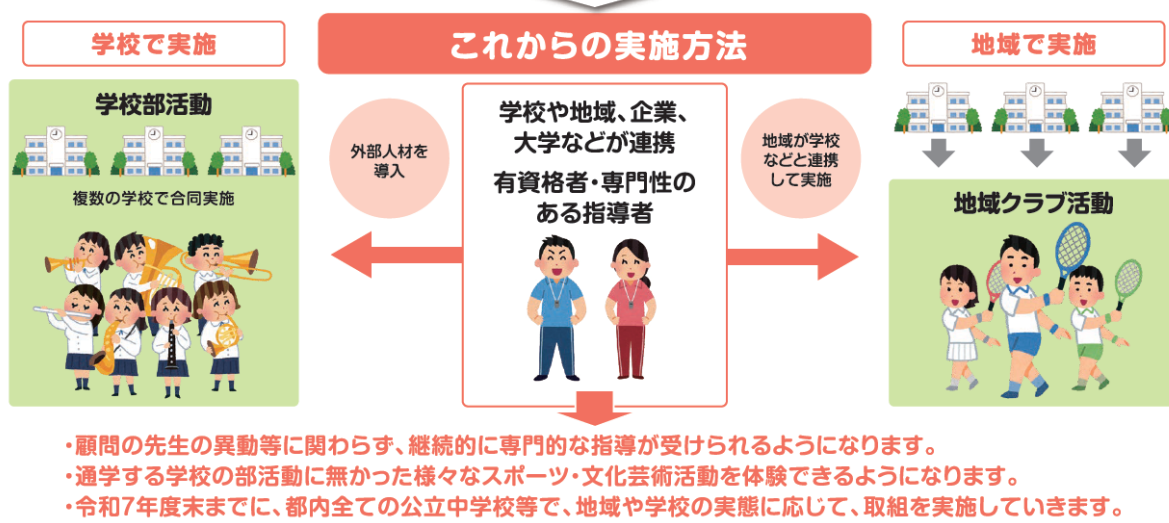 学校で実施
これからの実施方法
地域で実施
学校部活動
複数の学校で合同実施
外部人材を
導入
学校や地域、企業、
大学などが連携
有資格者・専門性の
ある指導者
地域が学校
などと連携
して実施
地域クラブ活動
・顧問の先生の異動等に関わらず、継続的に専門的な指導が受けられるようになります。
・通学する学校の部活動に無かった様々なスポーツ・文化芸術活動を体験できるようになります。
・令和7年度末までに、都内全ての公立中学校等で、地域や学校の実態に応じて、取組を実施していきます。